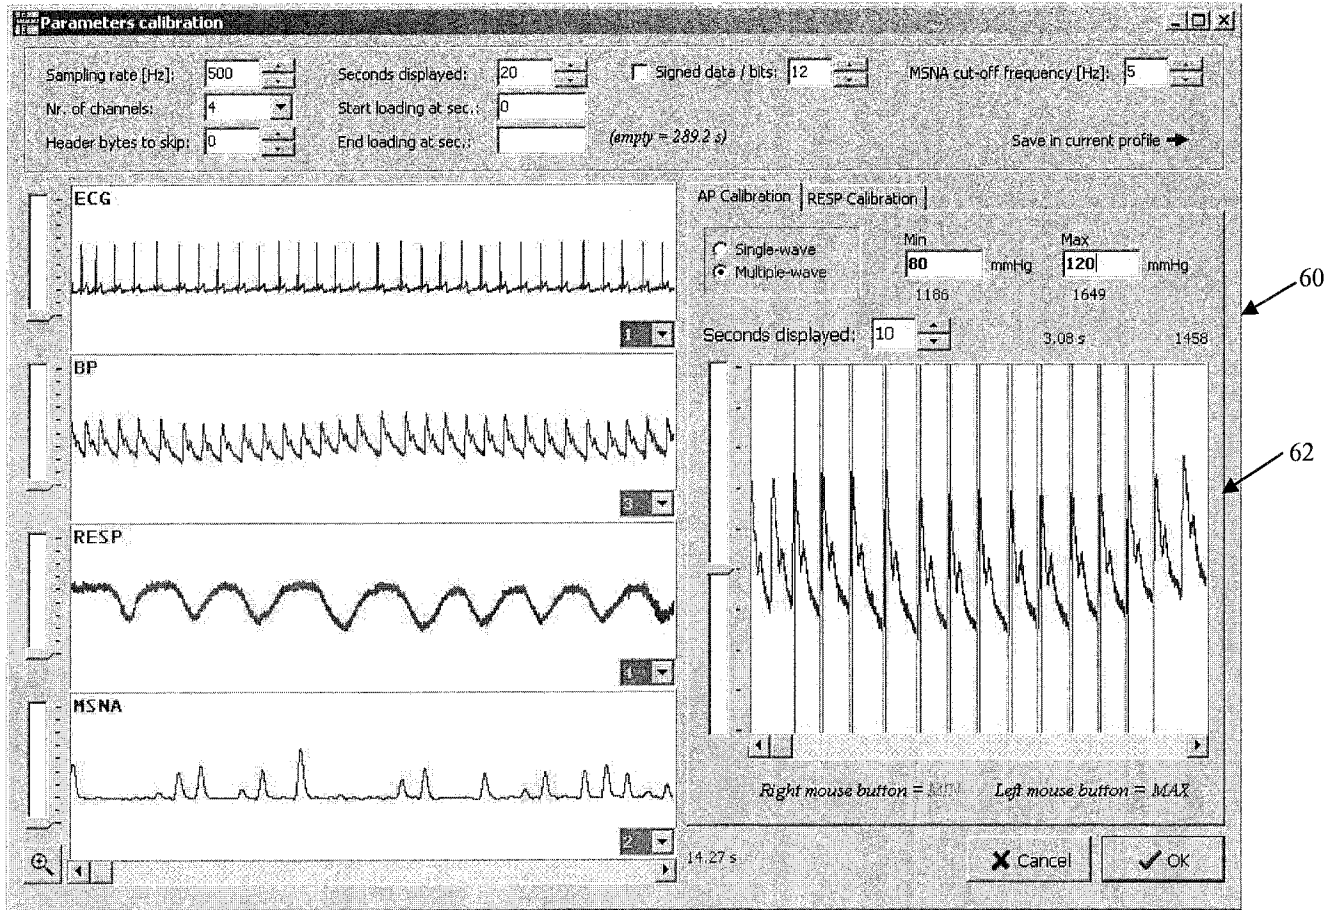 Parameters calibration
Sampling rate [Hz]: 500
Seconds displayed: 20
Signed data / bits: 12
MSNA cut-off frequency [Hz]: 5
Nr. of channels: 4
Start loading at sec.: 0
Header bytes to skip: 0
End loading at sec.:
(empty = 289.2 s)
Save in current profile
ECG
1
BP
3
RESP
4
MSNA
2
14.27 s
AP Calibration
RESP Calibration
Single-wave
Multiple-wave
Min
Max
80 mmHg
120 mmHg
1186
1649
Seconds displayed: 10
3.08 s
1458
Right mouse button = MIN
Left mouse button = MAX
Cancel
OK
60
62